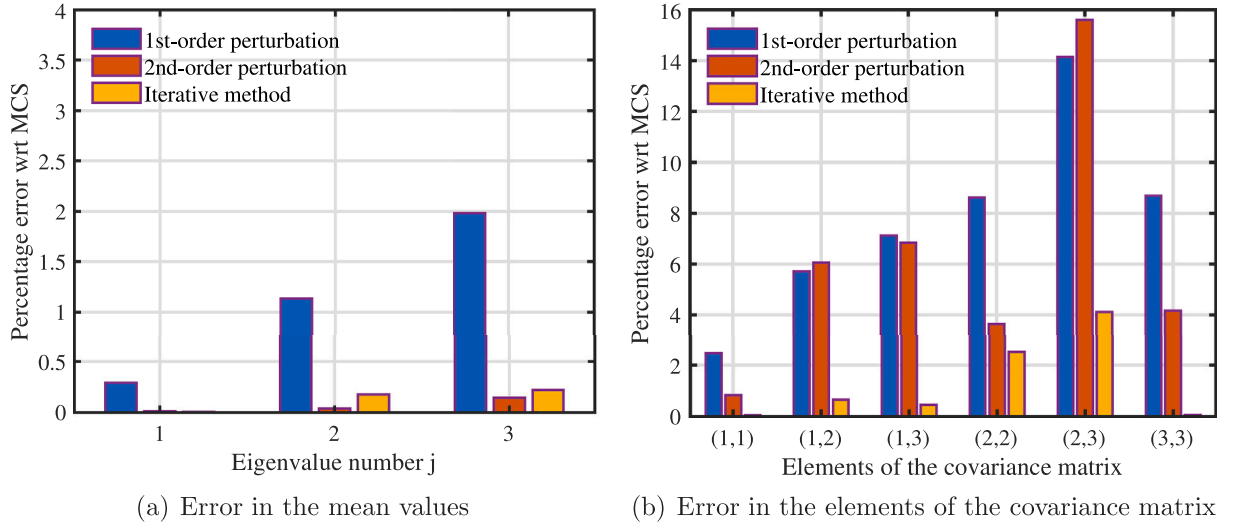 4
3.5
3
2.5
2
1.5
1
0.5
0
Percentage error wrt MCS
1st-order perturbation
2nd-order perturbation
Iterative method
1
2
3
Eigenvalue number j
(a) Error in the mean values
16
14
12
10
8
6
4
2
0
Percentage error wrt MCS
1st-order perturbation
2nd-order perturbation
Iterative method
(1,1)
(1,2)
(1,3)
(2,2)
(2,3)
(3,3)
Elements of the covariance matrix
(b) Error in the elements of the covariance matrix